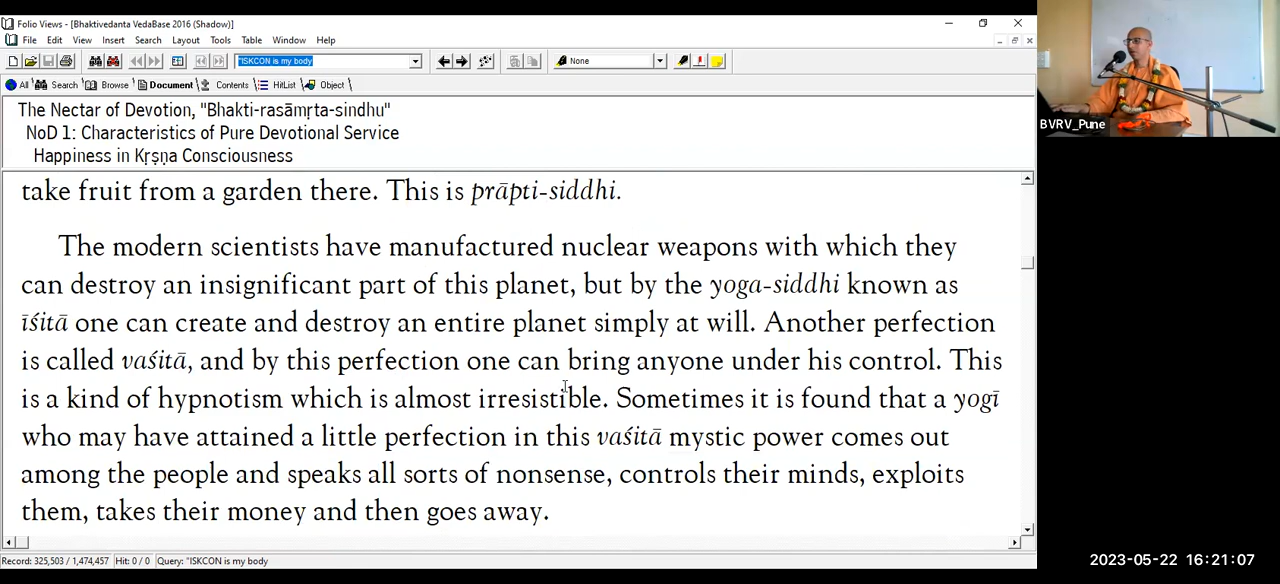 Folio Views - [Bhaktivedanta VedaBase 2016 (Shadow)]
File Edit View Insert Search Layout Tools Table Window Help
"ISKCON is my body
None
All Search Browse Document Contents HitList Object
The Nectar of Devotion, "Bhakti-rasāmṛta-sindhu"
NoD 1: Characteristics of Pure Devotional Service
Happiness in Kṛṣṇa Consciousness
take fruit from a garden there. This is prāpti-siddhi.
The modern scientists have manufactured nuclear weapons with which they
can destroy an insignificant part of this planet, but by the yoga-siddhi known as
īśitā one can create and destroy an entire planet simply at will. Another perfection
is called vaśitā, and by this perfection one can bring anyone under his control. This
is a kind of hypnotism which is almost irresistible. Sometimes it is found that a yogī
who may have attained a little perfection in this vaśitā mystic power comes out
among the people and speaks all sorts of nonsense, controls their minds, exploits
them, takes their money and then goes away.
Record: 325,503 / 1,474,457 Hit: 0 / 0 Query: "ISKCON is my body
BVRV_Pune
2023-05-22 16:21:07